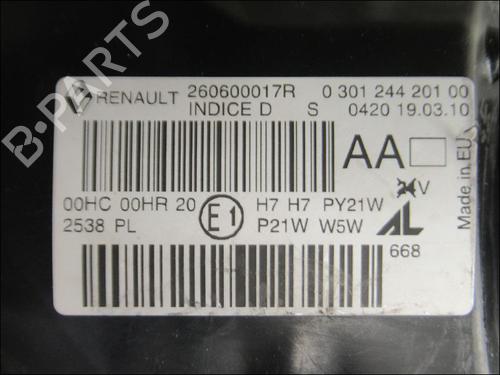 B-PARTS
RENAULT 260600017R 0 301 244 201 00
INDICE D S 0420 19.03.10
AA
Made in EU
00HC 00HR 20 E1 H7 H7 PY21W 24V
2538 PL P21W W5W AL
668